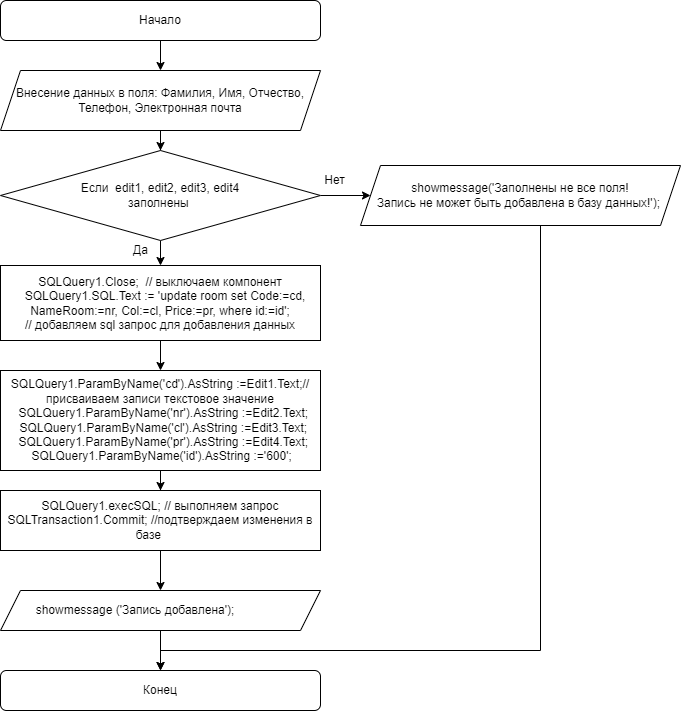 Начало
Внесение данных в поля: Фамилия, Имя, Отчество,
Телефон, Электронная почта
Если  edit1, edit2, edit3, edit4
заполнены
Нет
showmessage('Заполнены не все поля!
Запись не может быть добавлена в базу данных!');
Да
SQLQuery1.Close;  // выключаем компонент
SQLQuery1.SQL.Text := 'update room set Code:=cd,
NameRoom:=nr, Col:=cl, Price:=pr, where id:=id';
// добавляем sql запрос для добавления данных
SQLQuery1.ParamByName('cd').AsString :=Edit1.Text;//
присваиваем записи текстовое значение
SQLQuery1.ParamByName('nr').AsString :=Edit2.Text;
SQLQuery1.ParamByName('cl').AsString :=Edit3.Text;
SQLQuery1.ParamByName('pr').AsString :=Edit4.Text;
SQLQuery1.ParamByName('id').AsString :='600';
SQLQuery1.execSQL; // выполняем запрос
SQLTransaction1.Commit; //подтверждаем изменения в
базе
showmessage ('Запись добавлена');
Конец